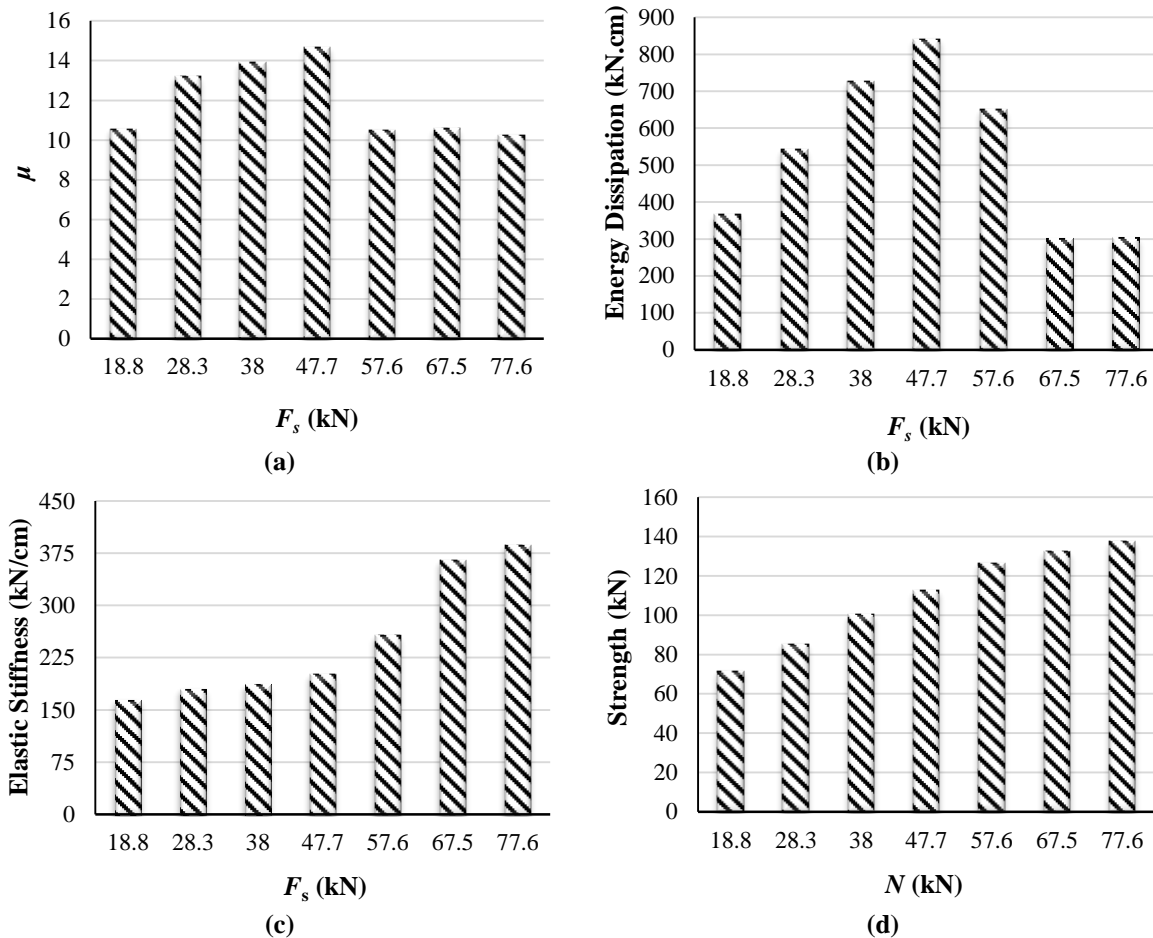 μ
16
14
12
10
8
6
4
2
0
18.8 28.3 38 47.7 57.6 67.5 77.6
F_s (kN)
(a)
Energy Dissipation (kN.cm)
900
800
700
600
500
400
300
200
100
0
18.8 28.3 38 47.7 57.6 67.5 77.6
F_s (kN)
(b)
Elastic Stiffness (kN/cm)
450
375
300
225
150
75
0
18.8 28.3 38 47.7 57.6 67.5 77.6
F_s (kN)
(c)
Strength (kN)
160
140
120
100
80
60
40
20
0
18.8 28.3 38 47.7 57.6 67.5 77.6
N (kN)
(d)